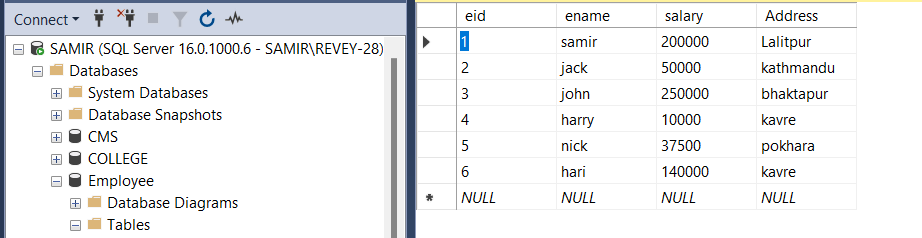 Connect
SAMIR (SQL Server 16.0.1000.6 - SAMIR\REVEY-28)
Databases
System Databases
Database Snapshots
CMS
COLLEGE
Employee
Database Diagrams
Tables
eid ename salary Address
1 samir 200000 Lalitpur
2 jack 50000 kathmandu
3 john 250000 bhaktapur
4 harry 10000 kavre
5 nick 37500 pokhara
6 hari 140000 kavre
NULL NULL NULL NULL